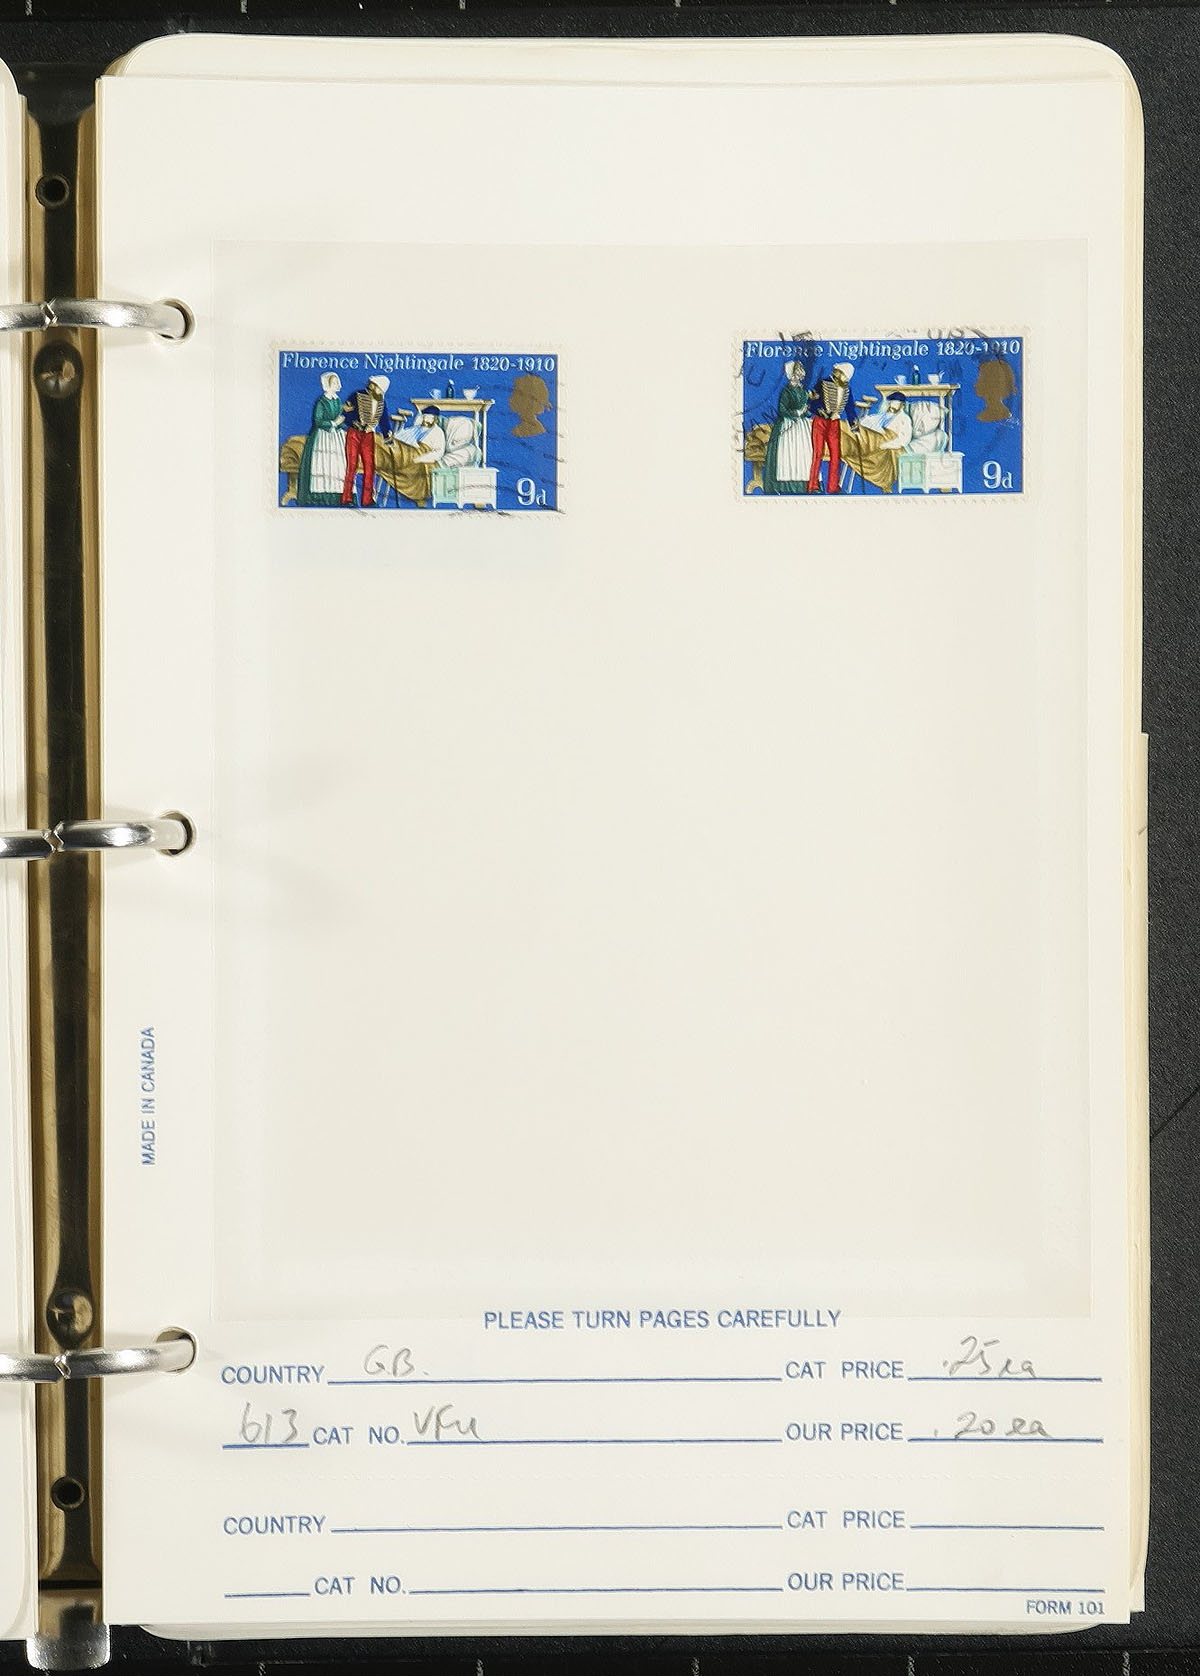 Florence Nightingale 1820-1910
9d
Florence Nightingale 1820-1910
9d
MADE IN CANADA
PLEASE TURN PAGES CAREFULLY
COUNTRY G.B. CAT PRICE .25 ea
613 CAT NO. VFu OUR PRICE .20 ea
COUNTRY CAT PRICE
CAT NO. OUR PRICE
FORM 101